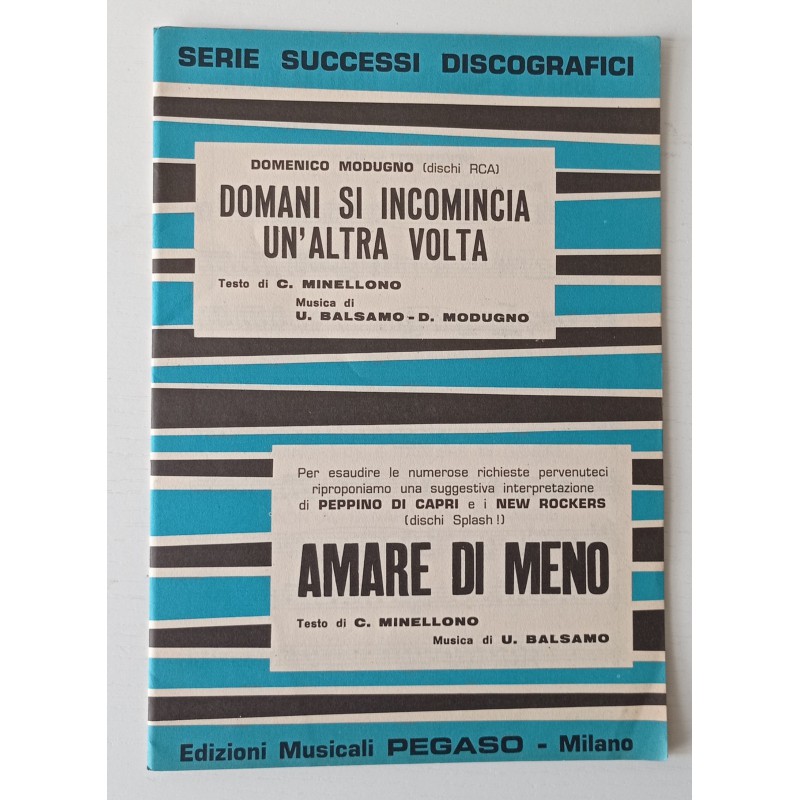 SERIE SUCCESSI DISCOGRAFICI
DOMENICO MODUGNO (dischi RCA)
DOMANI SI INCOMINCIA
UN'ALTRA VOLTA
Testo di C. MINELLONO
Musica di
U. BALSAMO - D. MODUGNO
Per esaudire le numerose richieste pervenuteci
riproponiamo una suggestiva interpretazione
di PEPPINO DI CAPRI e i NEW ROCKERS
(dischi Splash!)
AMARE DI MENO
Testo di C. MINELLONO
Musica di U. BALSAMO
Edizioni Musicali PEGASO - Milano